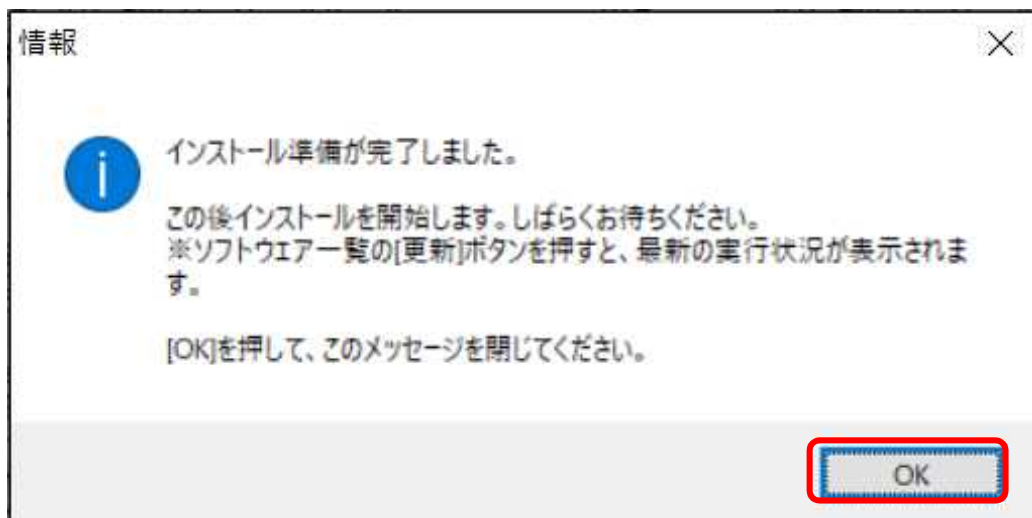 情報
インストール準備が完了しました。
この後インストールを開始します。しばらくお待ちください。
※ソフトウェア一覧の[更新]ボタンを押すと、最新の実行状況が表示されま
す。
[OK]を押して、このメッセージを閉じてください。
OK